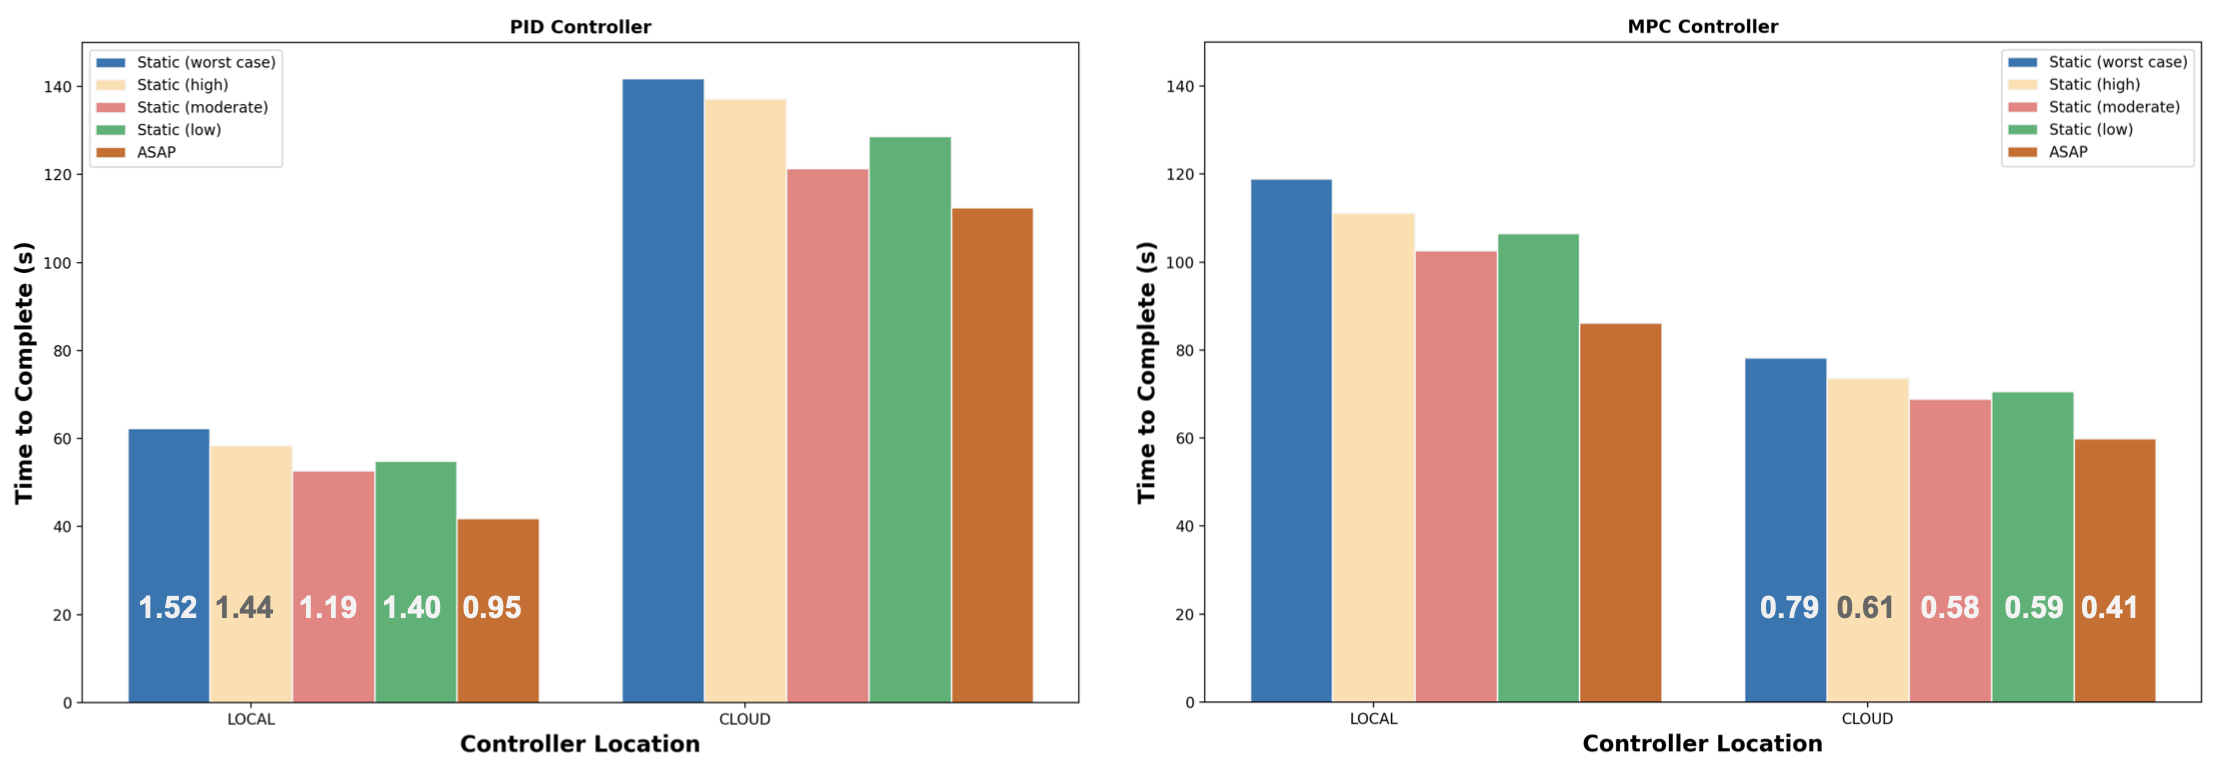 PID Controller
Static (worst case)
Static (high)
Static (moderate)
Static (low)
ASAP
Time to Complete (s)
140
120
100
80
60
40
20
0
1.52 1.44 1.19 1.40 0.95
LOCAL CLOUD
Controller Location
MPC Controller
Static (worst case)
Static (high)
Static (moderate)
Static (low)
ASAP
Time to Complete (s)
140
120
100
80
60
40
20
0
0.79 0.61 0.58 0.59 0.41
LOCAL CLOUD
Controller Location